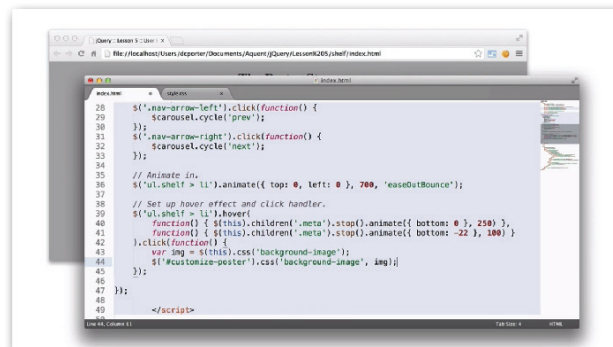 jQuery :: Lesson 5 :: User I
file://localhost/Users/dcporter/Documents/Aquent/jQuery/Lesson%205/shelf/index.html
index.html
index.html
style.css
28 $('.nav-arrow-left').click(function() {
29 $carousel.cycle('prev');
30 });
31 $('.nav-arrow-right').click(function() {
32 $carousel.cycle('next');
33 });
34
35 // Animate in.
36 $('ul.shelf > li').animate({ top: 0, left: 0 }, 700, 'easeOutBounce');
37
38 // Set up hover effect and click handler.
39 $('ul.shelf > li').hover(
40 function() { $(this).children('.meta').stop().animate({ bottom: 0 }, 250) },
41 function() { $(this).children('.meta').stop().animate({ bottom: -22 }, 100) }
42 ).click(function() {
43 var img = $(this).css('background-image');
44 $('#customize-poster').css('background-image', img);
45 });
46
47 });
48
49 </script>
Line 44, Column 61
Tab Size: 4
HTML